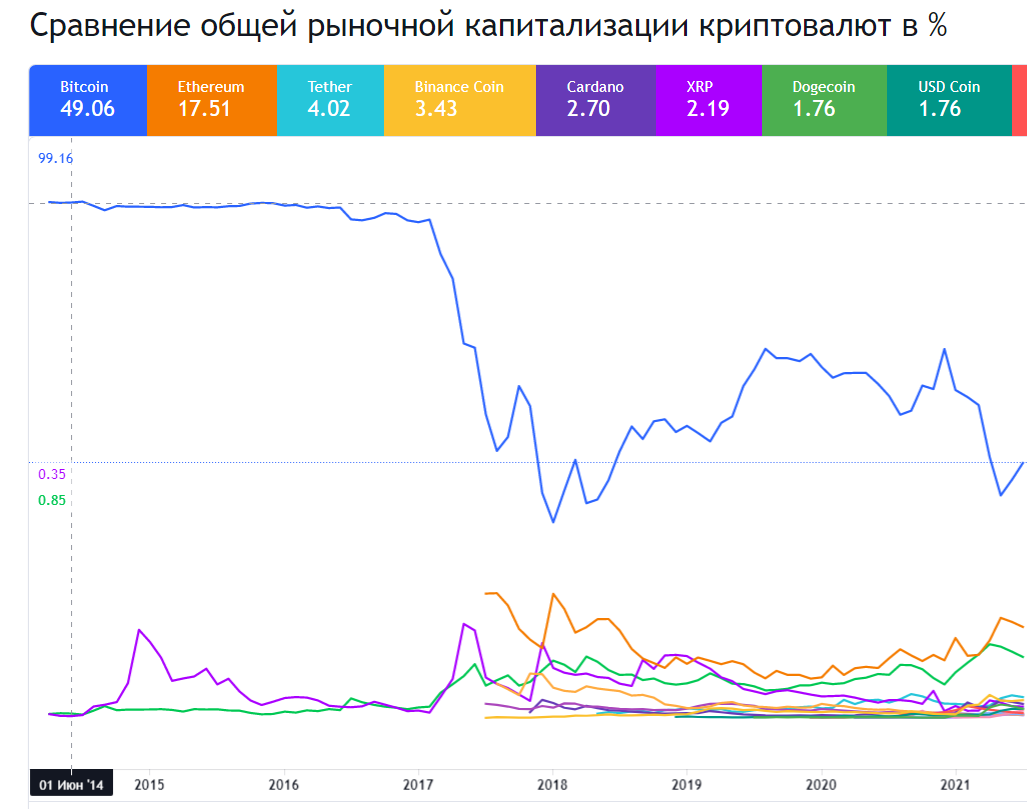 Сравнение общей рыночной капитализации криптовалют в %
Bitcoin Ethereum Tether Binance Coin Cardano XRP Dogecoin USD Coin
49.06 17.51 4.02 3.43 2.70 2.19 1.76 1.76
99.16
0.35
0.85
01 Июн '14 2015 2016 2017 2018 2019 2020 2021